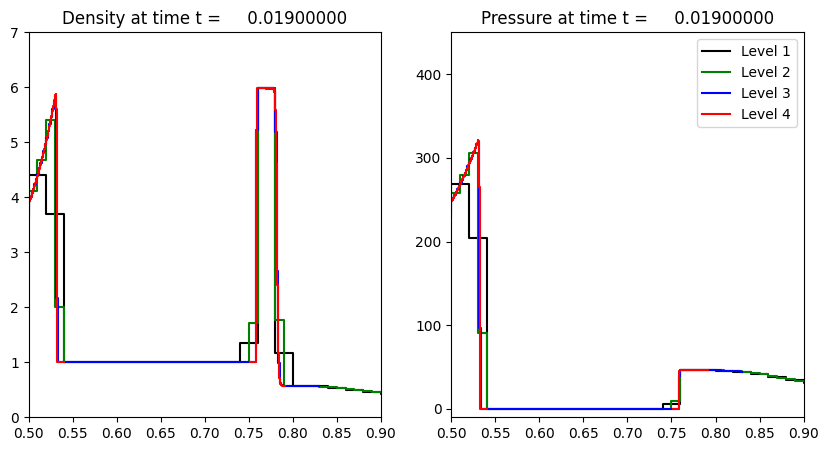 Density at time t = 0.01900000
7
6
5
4
3
2
1
0
0.50 0.55 0.60 0.65 0.70 0.75 0.80 0.85 0.90
Pressure at time t = 0.01900000
Level 1
Level 2
Level 3
Level 4
400
300
200
100
0
0.50 0.55 0.60 0.65 0.70 0.75 0.80 0.85 0.90